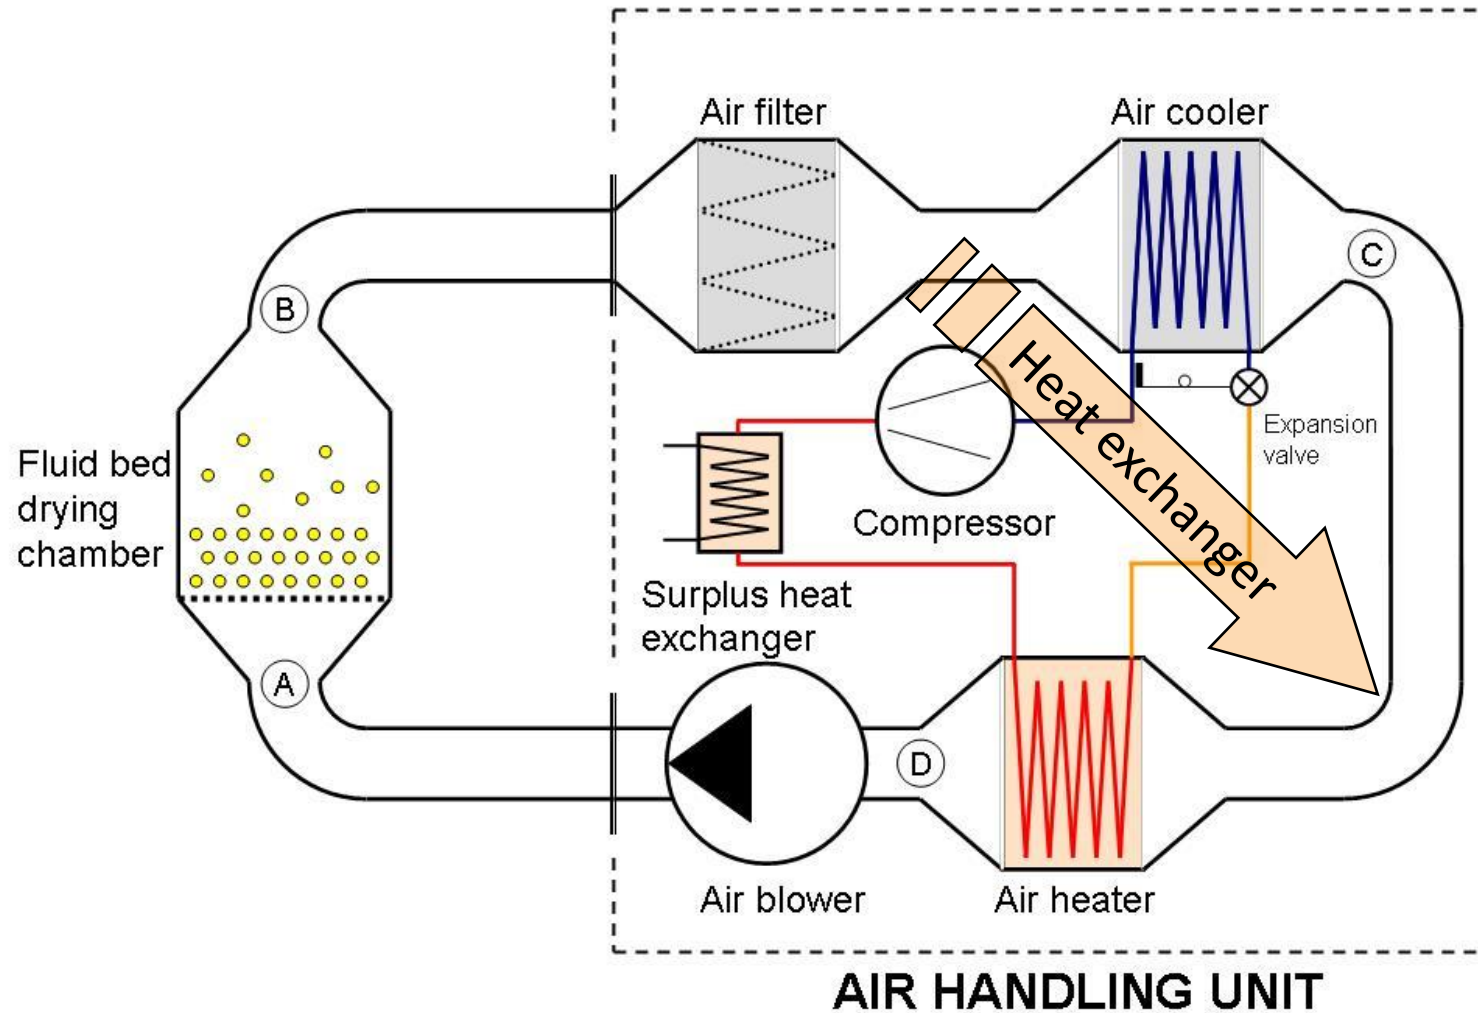 Air filter
Air cooler
C
B
Heat exchanger
Expansion
valve
Fluid bed
drying
chamber
Compressor
Surplus heat
exchanger
A
D
Air blower
Air heater
AIR HANDLING UNIT